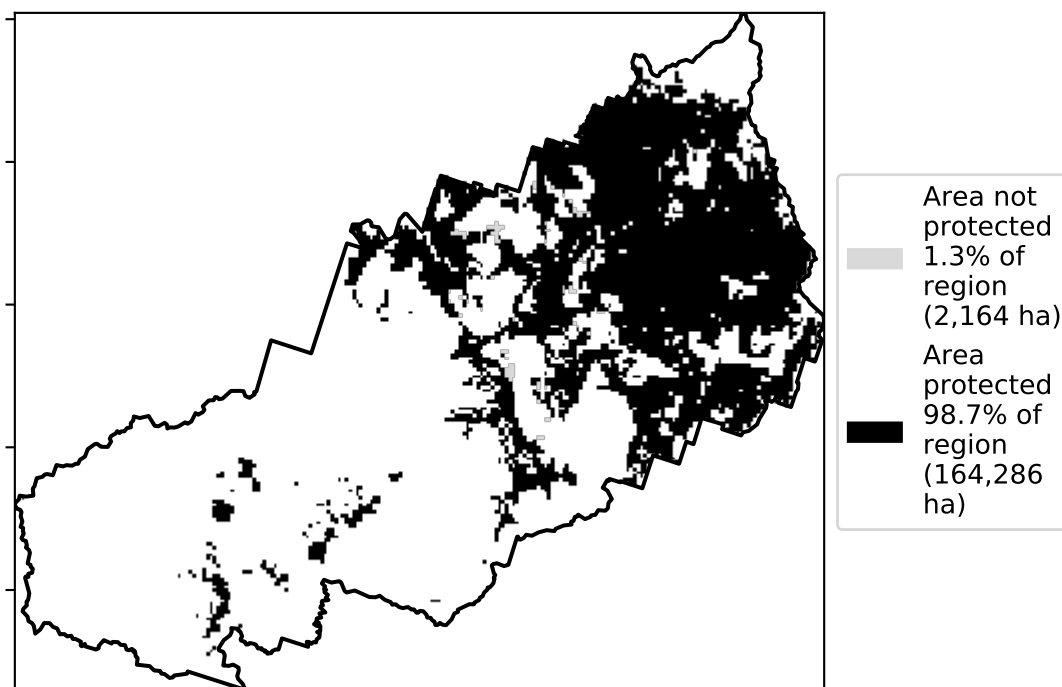 Area not
protected
1.3% of
region
(2,164 ha)
Area
protected
98.7% of
region
(164,286
ha)